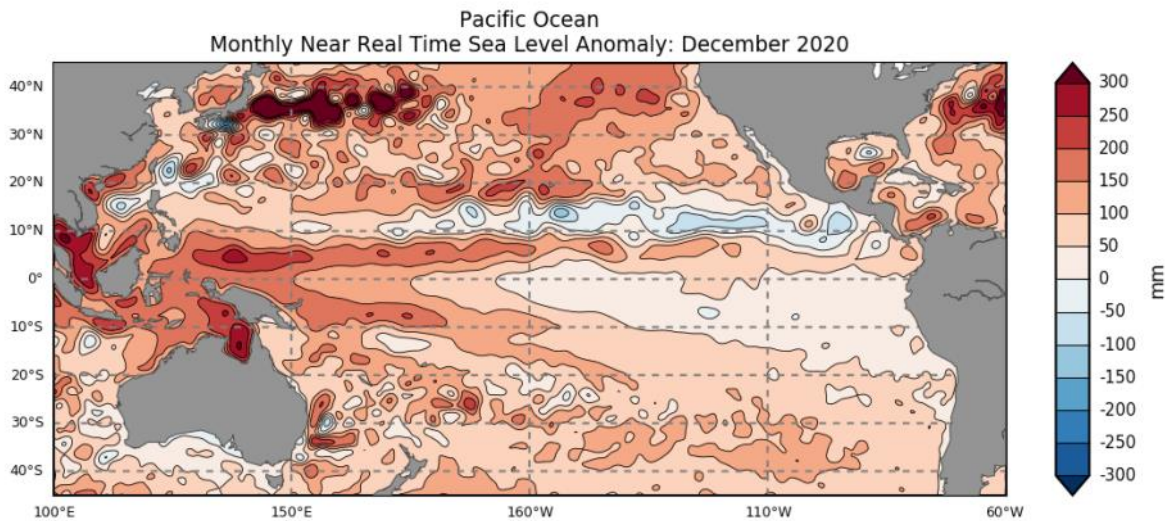 Pacific Ocean
Monthly Near Real Time Sea Level Anomaly: December 2020
40°N
30°N
20°N
10°N
0°
10°S
20°S
30°S
40°S
100°E
150°E
160°W
110°W
60°W
300
250
200
150
100
50
0
-50
-100
-150
-200
-250
-300
mm